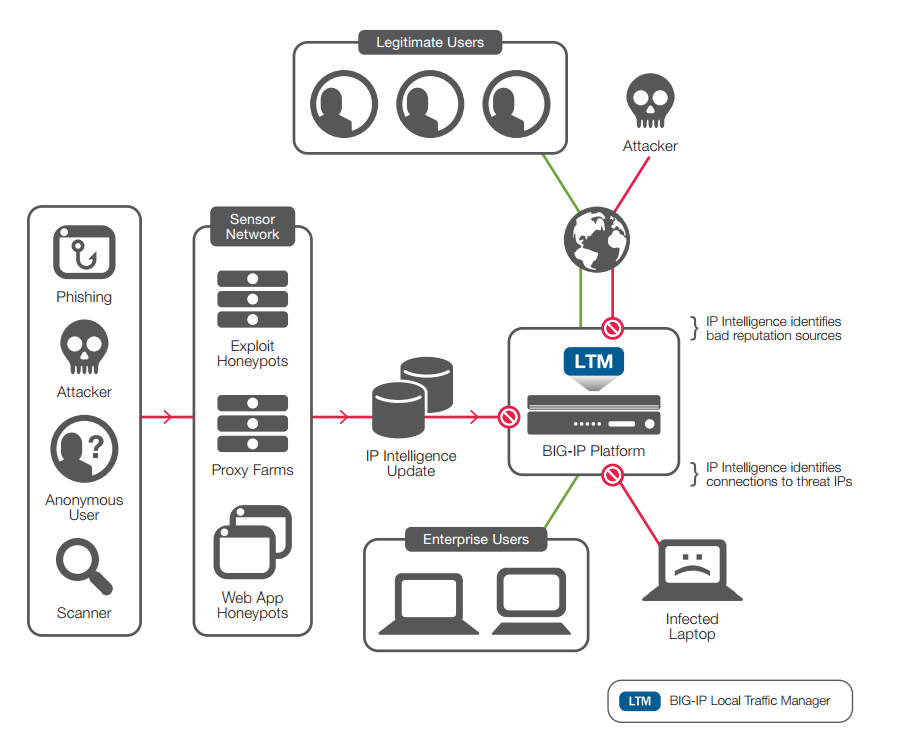 Legitimate Users
Attacker
Phishing
Attacker
Anonymous
User
?
Scanner
Sensor
Network
Exploit
Honeypots
Proxy Farms
Web App
Honeypots
IP Intelligence
Update
LTM
BIG-IP Platform
} IP Intelligence identifies
bad reputation sources
} IP Intelligence identifies
connections to threat IPs
Enterprise Users
Infected
Laptop
LTM BIG-IP Local Traffic Manager